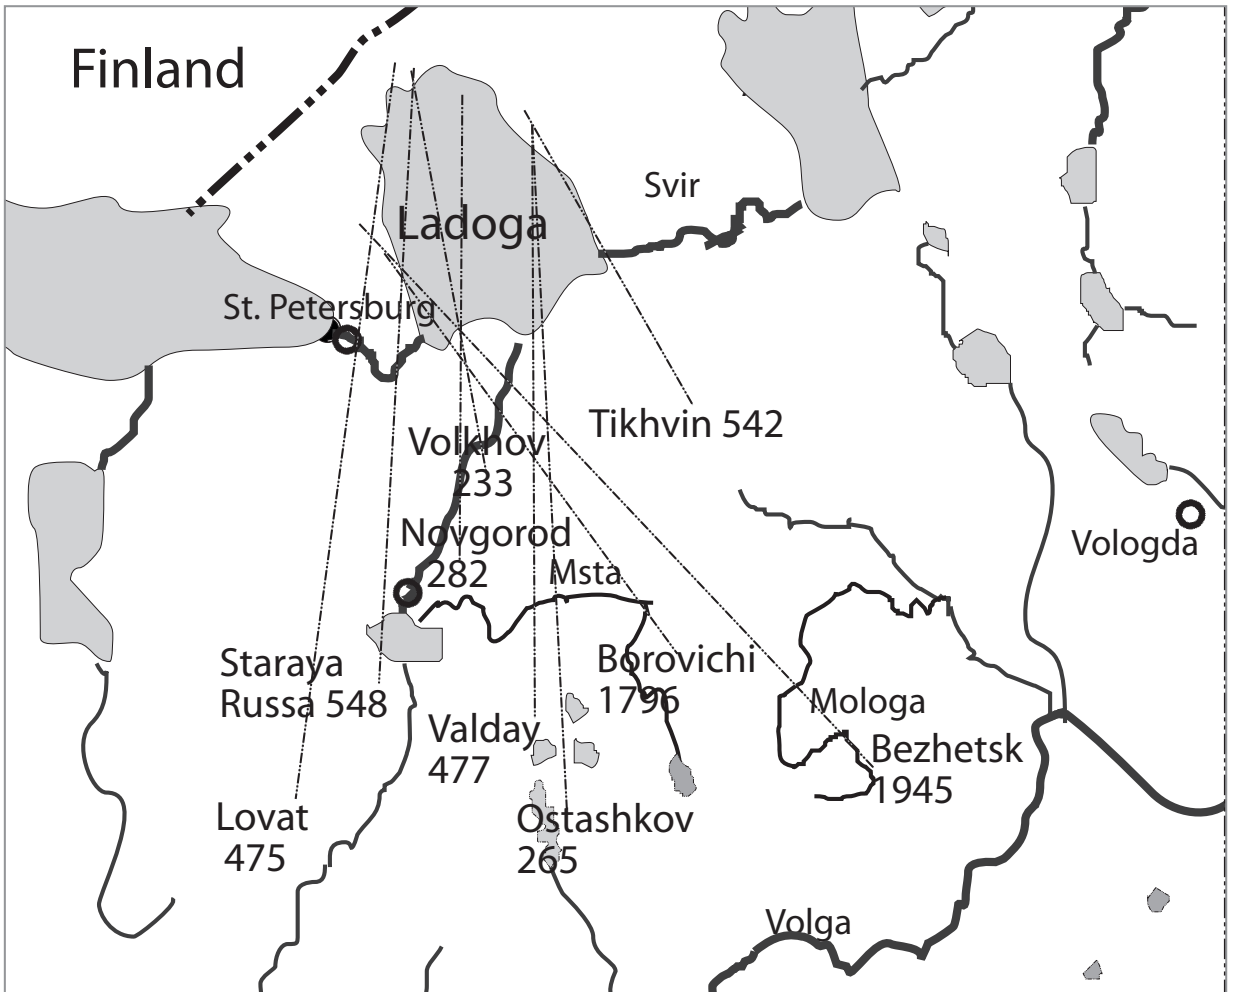 Finland
Svir
Ladoga
St. Petersburg
Tikhvin 542
Volkhov
233
Novgorod
282
Msta
Vologda
Staraya
Russa 548
Borovichi
1796
Mologa
Valday
477
Bezhetsk
1945
Lovat
475
Ostashkov
265
Volga